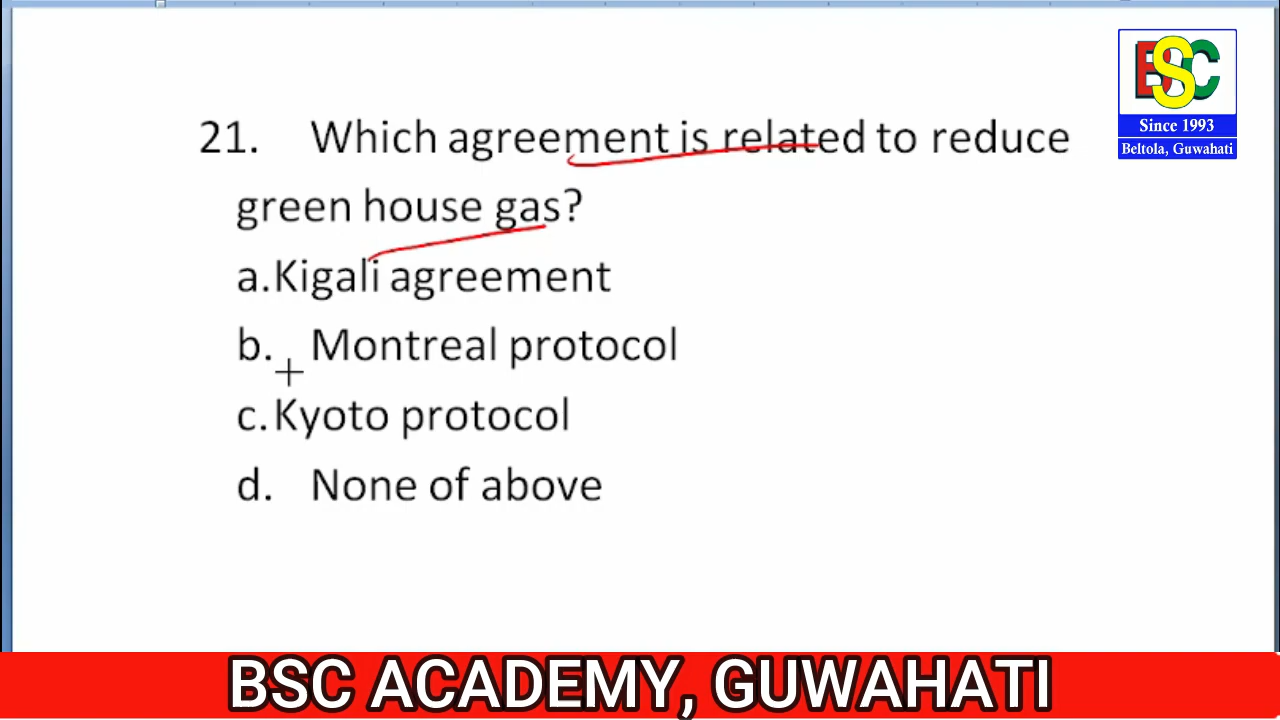 BSC
Since 1993
Beltola, Guwahati
21. Which agreement is related to reduce
green house gas?
a. Kigali agreement
b. Montreal protocol
c. Kyoto protocol
d. None of above
BSC ACADEMY, GUWAHATI